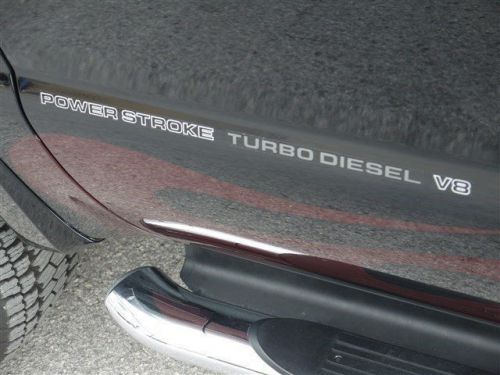 POWER STROKE TURBO DIESEL V8